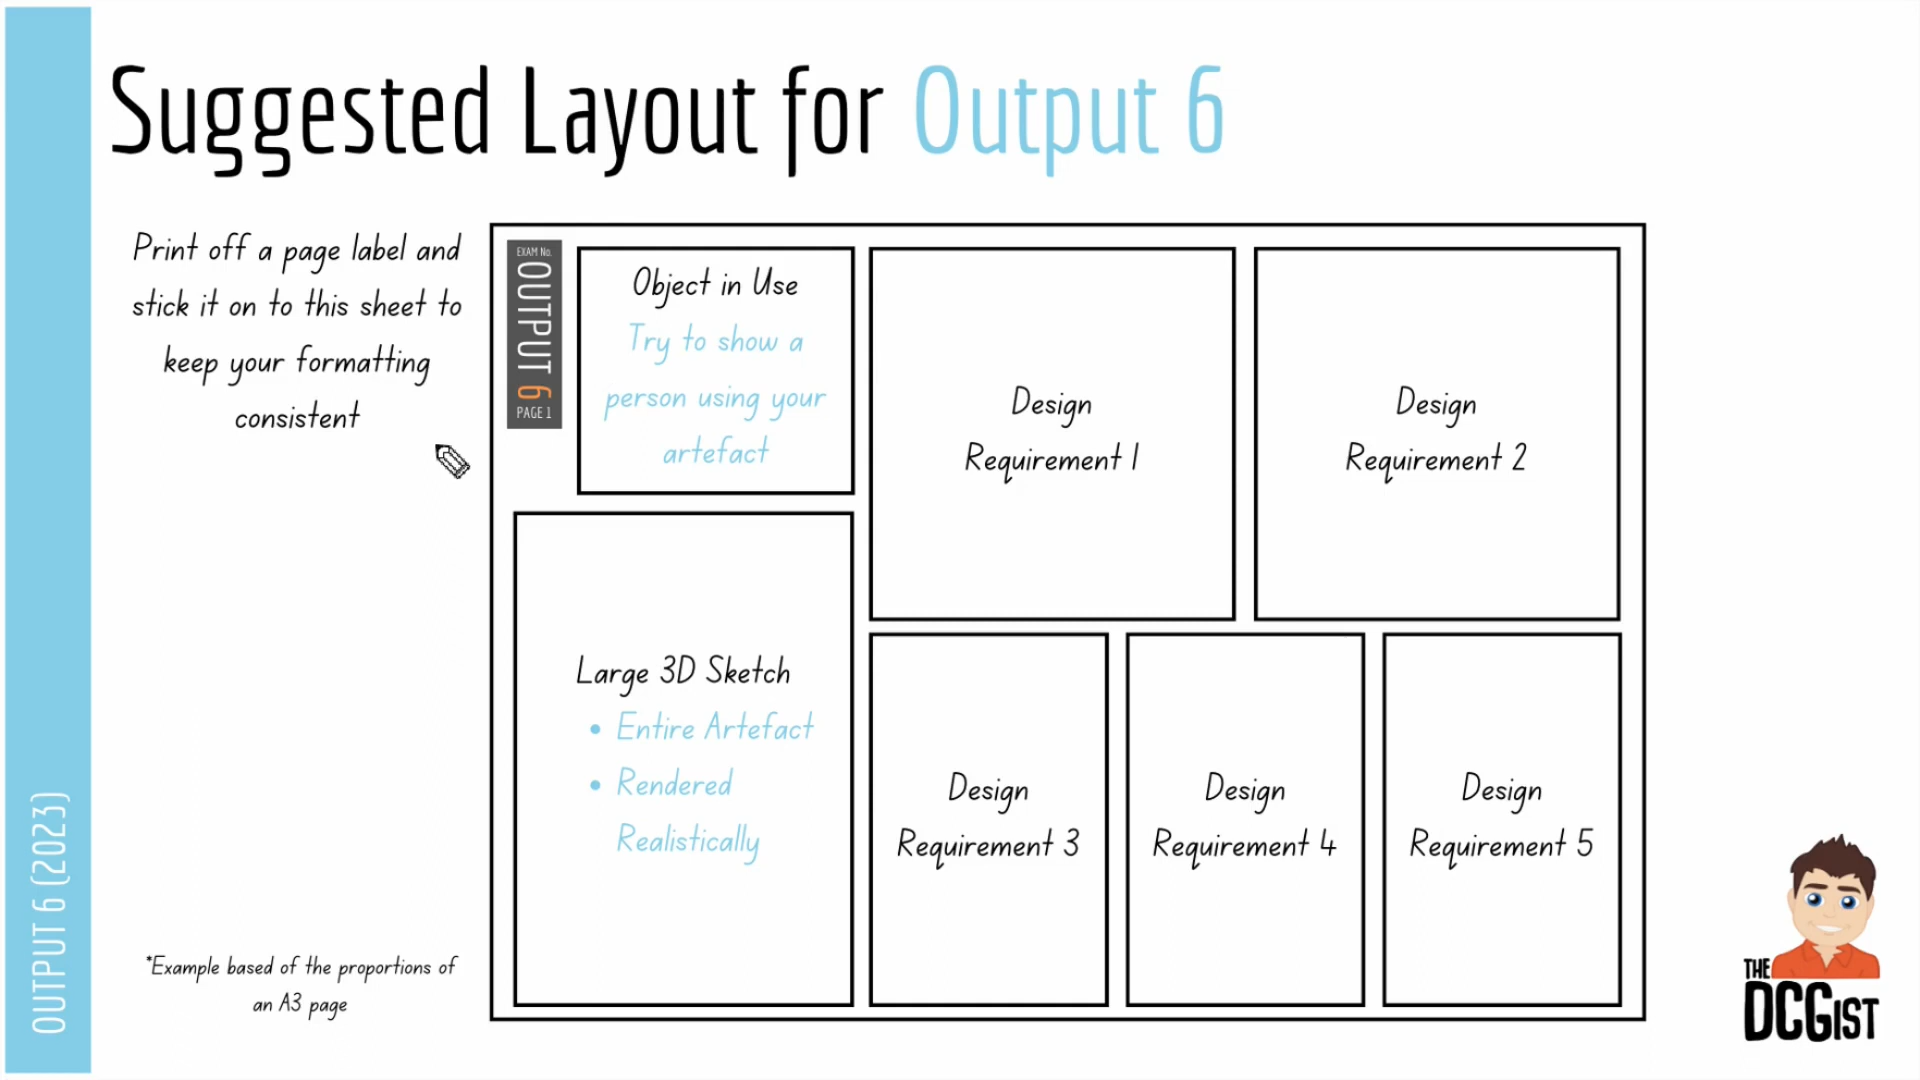 Suggested Layout for Output 6
Print off a page label and
stick it on to this sheet to
keep your formatting
consistent
EXAM No.
OUTPUT 6
PAGE 1
Object in Use
Try to show a
person using your
artefact
Design
Requirement 1
Design
Requirement 2
Large 3D Sketch
• Entire Artefact
• Rendered
Realistically
Design
Requirement 3
Design
Requirement 4
Design
Requirement 5
*Example based of the proportions of
an A3 page
OUTPUT 6 (2023)
THE
DCGIST